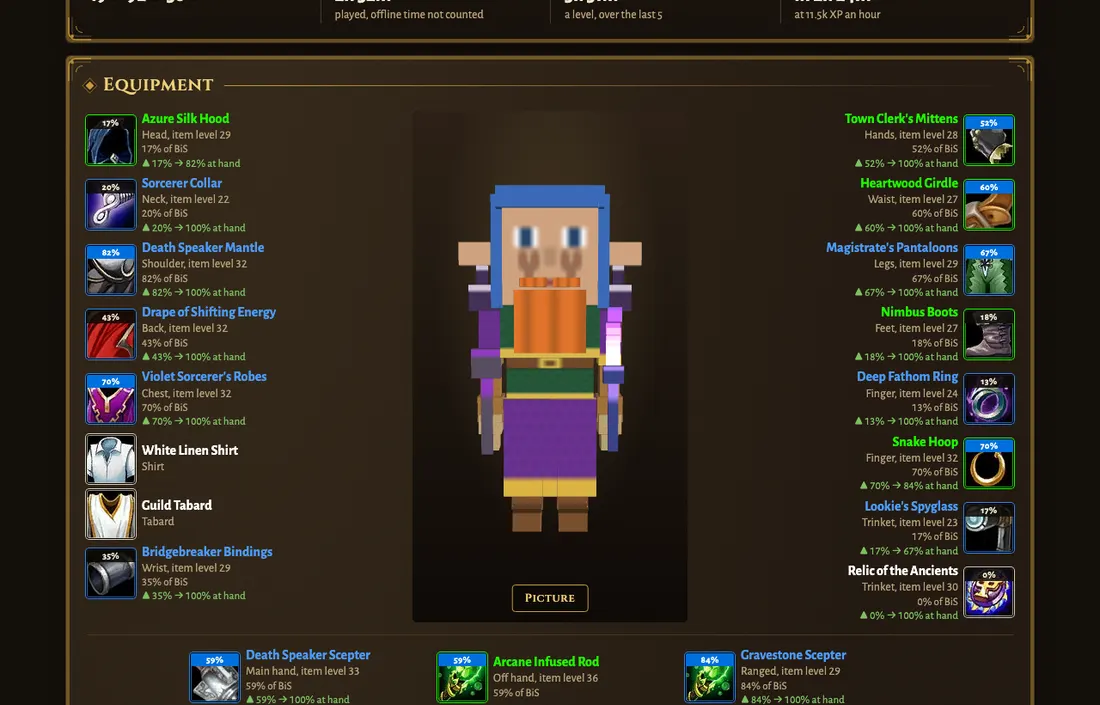 played, offline time not counted
a level, over the last 5
at 11.5k XP an hour
Equipment
17%
Azure Silk Hood
Head, item level 29
17% of BiS
▲ 17% → 82% at hand
20%
Sorcerer Collar
Neck, item level 22
20% of BiS
▲ 20% → 100% at hand
82%
Death Speaker Mantle
Shoulder, item level 32
82% of BiS
▲ 82% → 100% at hand
43%
Drape of Shifting Energy
Back, item level 32
43% of BiS
▲ 43% → 100% at hand
70%
Violet Sorcerer's Robes
Chest, item level 32
70% of BiS
▲ 70% → 100% at hand
White Linen Shirt
Shirt
Guild Tabard
Tabard
35%
Bridgebreaker Bindings
Wrist, item level 29
35% of BiS
▲ 35% → 100% at hand
Picture
Town Clerk's Mittens
52%
Hands, item level 28
52% of BiS
▲ 52% → 100% at hand
Heartwood Girdle
60%
Waist, item level 27
60% of BiS
▲ 60% → 100% at hand
Magistrate's Pantaloons
67%
Legs, item level 29
67% of BiS
▲ 67% → 100% at hand
Nimbus Boots
18%
Feet, item level 27
18% of BiS
▲ 18% → 100% at hand
Deep Fathom Ring
13%
Finger, item level 24
13% of BiS
▲ 13% → 100% at hand
Snake Hoop
70%
Finger, item level 32
70% of BiS
▲ 70% → 84% at hand
Lookie's Spyglass
17%
Trinket, item level 23
17% of BiS
▲ 17% → 67% at hand
Relic of the Ancients
0%
Trinket, item level 30
0% of BiS
▲ 0% → 100% at hand
59%
Death Speaker Scepter
Main hand, item level 33
59% of BiS
▲ 59% → 100% at hand
59%
Arcane Infused Rod
Off hand, item level 36
59% of BiS
84%
Gravestone Scepter
Ranged, item level 29
84% of BiS
▲ 84% → 100% at hand